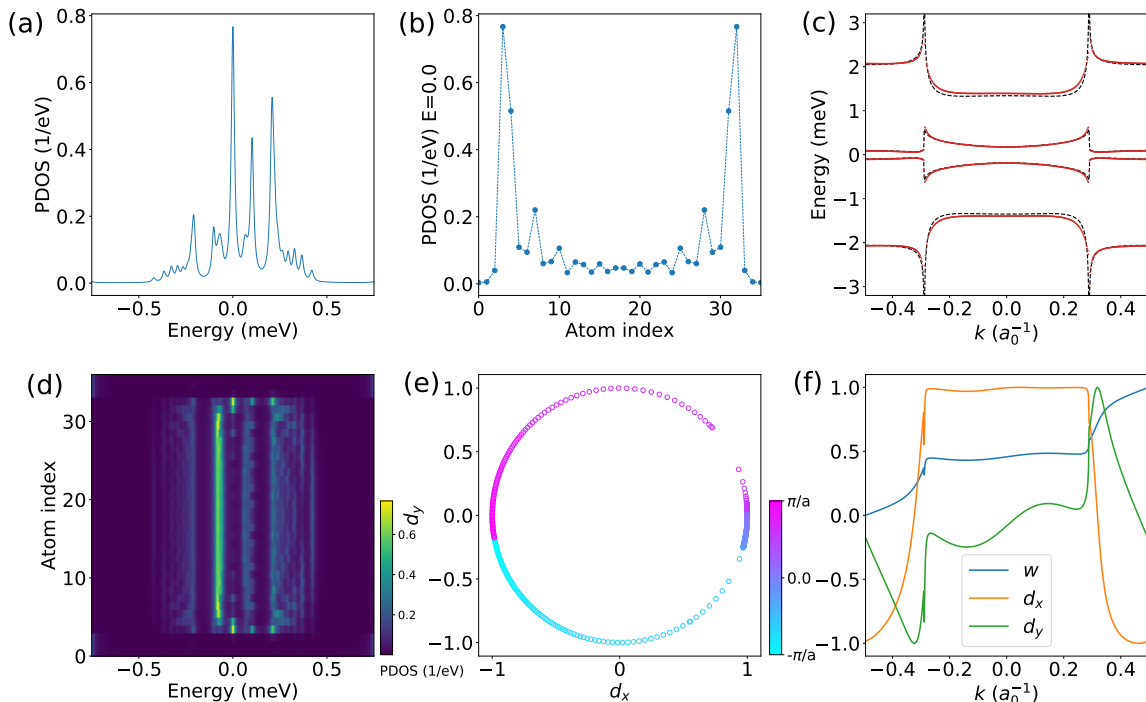 (a)
PDOS (1/eV)
0.8
0.6
0.4
0.2
0.0
−0.5
0.0
0.5
Energy (meV)
(b)
PDOS (1/eV) E=0.0
0.8
0.6
0.4
0.2
0.0
0
10
20
30
Atom index
(c)
Energy (meV)
3
2
1
0
−1
−2
−3
−0.4
−0.2
0.0
0.2
0.4
k (a₀⁻¹)
(d)
Atom index
30
20
10
0
−0.5
0.0
0.5
Energy (meV)
0.6
0.4
0.2
PDOS (1/eV)
(e)
d_y
1.0
0.5
0.0
−0.5
−1.0
−1
0
1
d_x
π/a
0.0
-π/a
(f)
1.0
0.5
0.0
−0.5
−1.0
w
d_x
d_y
−0.4
−0.2
0.0
0.2
0.4
k (a₀⁻¹)